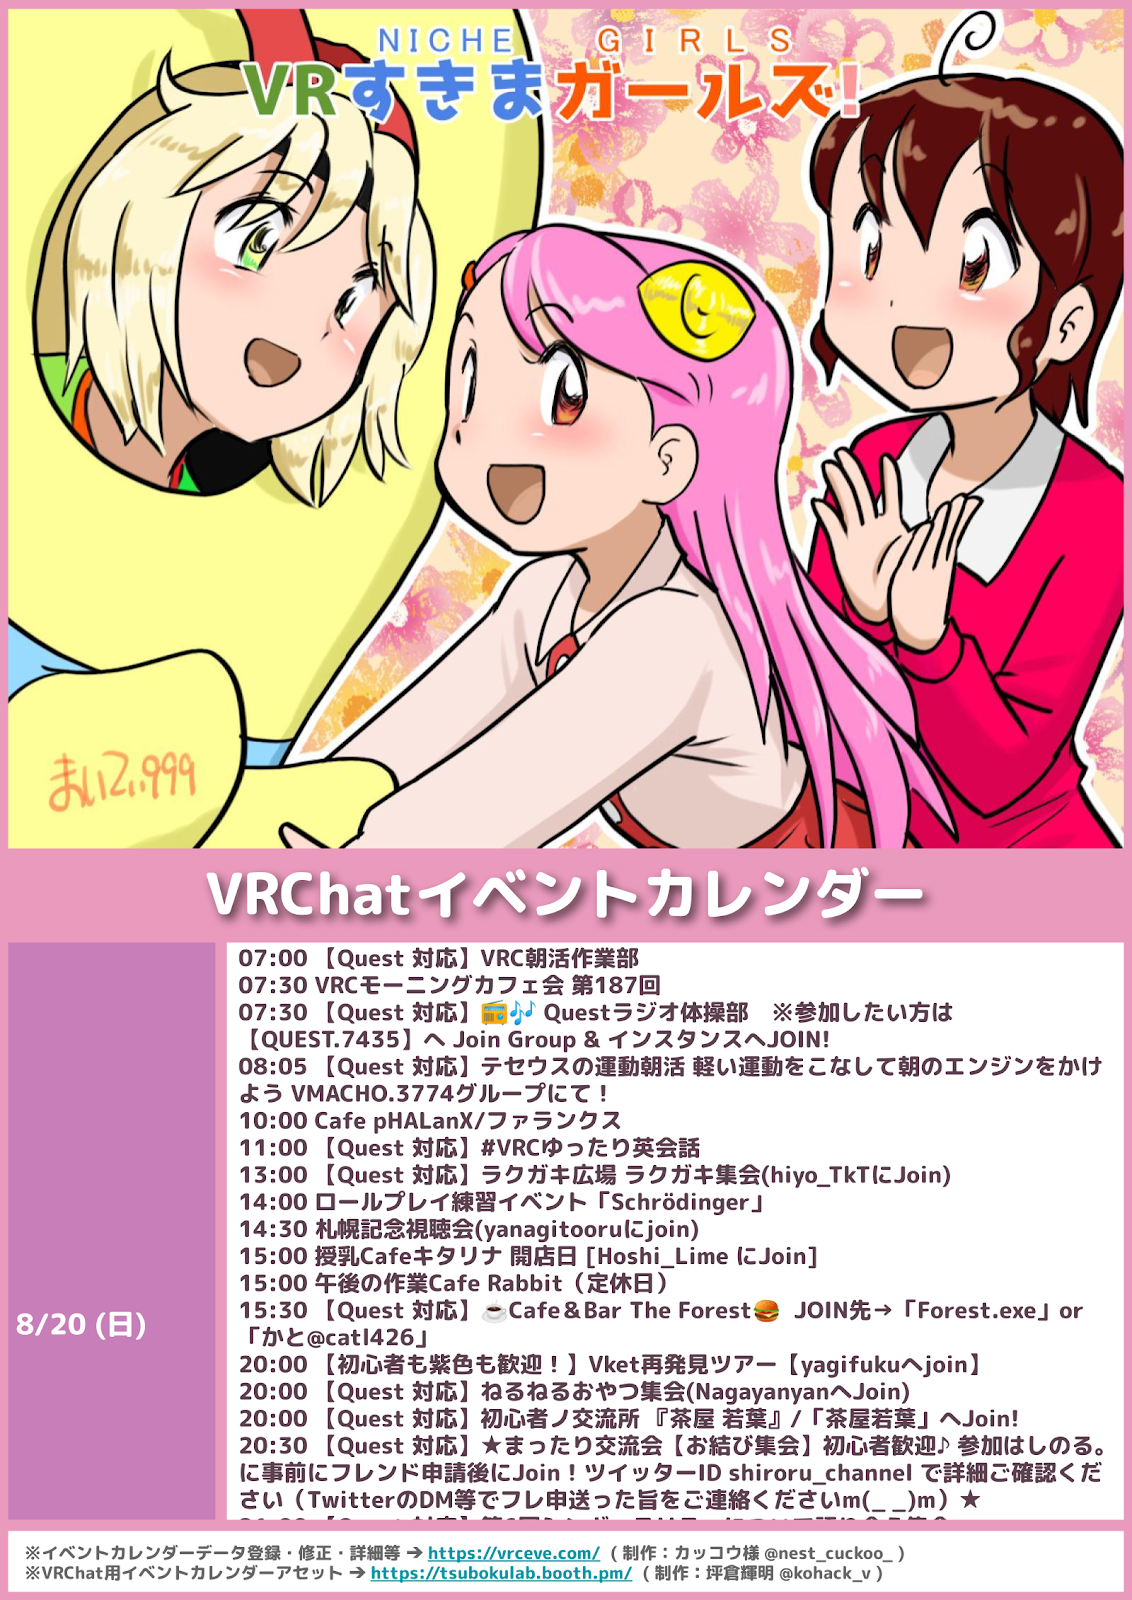 NICHE GIRLS
VRすきまガールズ!
まいてい999
VRChatイベントカレンダー
8/20 (日)
07:00 【Quest 対応】VRC朝活作業部
07:30 VRCモーニングカフェ会 第187回
07:30 【Quest 対応】📻🎶 Questラジオ体操部　※参加したい方は
【QUEST.7435】へ Join Group & インスタンスへJOIN!
08:05 【Quest 対応】テセウスの運動朝活 軽い運動をこなして朝のエンジンをかけ
よう VMACHO.3774グループにて！
10:00 Cafe pHALanX/ファランクス
11:00 【Quest 対応】#VRCゆったり英会話
13:00 【Quest 対応】ラクガキ広場 ラクガキ集会(hiyo_TkTにJoin)
14:00 ロールプレイ練習イベント「Schrödinger」
14:30 札幌記念視聴会(yanagitooruにjoin)
15:00 授乳Cafeキタリナ 開店日 [Hoshi_Lime にJoin]
15:00 午後の作業Cafe Rabbit（定休日）
15:30 【Quest 対応】☕Cafe＆Bar The Forest🍔 JOIN先→「Forest.exe」or
「かと@catl426」
20:00 【初心者も紫色も歓迎！】Vket再発見ツアー【yagifukuへjoin】
20:00 【Quest 対応】ねるねるおやつ集会(NagayanyanへJoin)
20:00 【Quest 対応】初心者ノ交流所 『茶屋 若葉』/「茶屋若葉」へJoin!
20:30 【Quest 対応】★まったり交流会【お結び集会】初心者歓迎♪ 参加はしのる。
に事前にフレンド申請後にJoin！ツイッターID shiroru_channel で詳細ご確認くだ
さい（TwitterのDM等でフレ申送った旨をご連絡くださいm(_ _)m）★
※イベントカレンダーデータ登録・修正・詳細等 ➔ https://vrceve.com/ ( 制作：カッコウ様 @nest_cuckoo_ )
※VRChat用イベントカレンダーアセット ➔ https://tsubokulab.booth.pm/ ( 制作：坪倉輝明 @kohack_v )